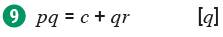 9 pq = c + qr [q]